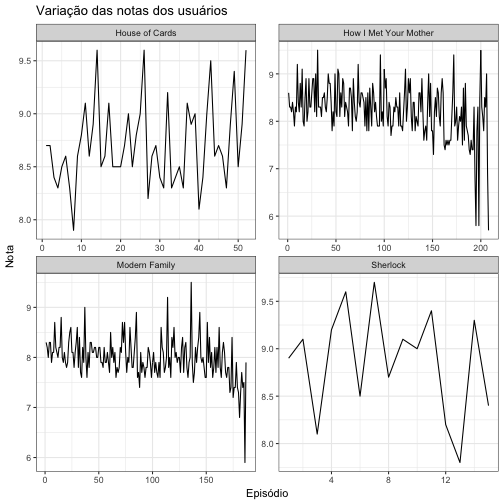 Variação das notas dos usuários
House of Cards
How I Met Your Mother
9.5
9.0
8.5
8.0
0 10 20 30 40 50
9
8
7
6
0 50 100 150 200
Modern Family
Sherlock
9
8
7
6
0 50 100 150
9.5
9.0
8.5
8.0
4 8 12
Nota
Episódio